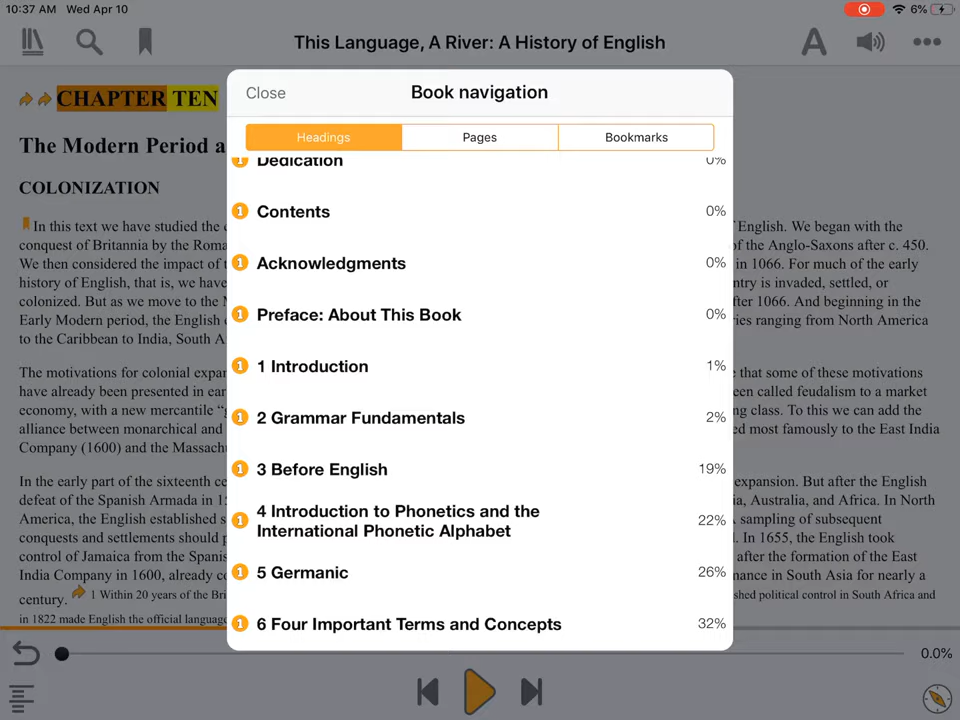 10:37 AM Wed Apr 10
6%
This Language, A River: A History of English
A
CHAPTER TEN
The Modern Period a
COLONIZATION
In this text we have studied the
English. We began with the
conquest of Britannia by the Roma
of the Anglo-Saxons after c. 450.
We then considered the impact of
in 1066. For much of the early
history of English, that is, we have
ntry is invaded, settled, or
colonized. But as we move to the
fter 1066. And beginning in the
Early Modern period, the English
ries ranging from North America
to the Caribbean to India, South A
The motivations for colonial expan
e that some of these motivations
have already been presented in ear
een called feudalism to a market
economy, with a new mercantile “
ng class. To this we can add the
alliance between monarchical and
ed most famously to the East India
Company (1600) and the Massach
In the early part of the sixteenth ce
expansion. But after the English
defeat of the Spanish Armada in 1
ia, Australia, and Africa. In North
America, the English established s
sampling of subsequent
conquests and settlements should p
. In 1655, the English took
control of Jamaica from the Spanis
after the formation of the East
India Company in 1600, already co
nance in South Asia for nearly a
century. 1 Within 20 years of the Bri
shed political control in South Africa and
in 1822 made English the official language
Close
Book navigation
Headings Pages Bookmarks
Dedication 0%
Contents 0%
Acknowledgments 0%
Preface: About This Book 0%
1 Introduction 1%
2 Grammar Fundamentals 2%
3 Before English 19%
4 Introduction to Phonetics and the
International Phonetic Alphabet 22%
5 Germanic 26%
6 Four Important Terms and Concepts 32%
0.0%